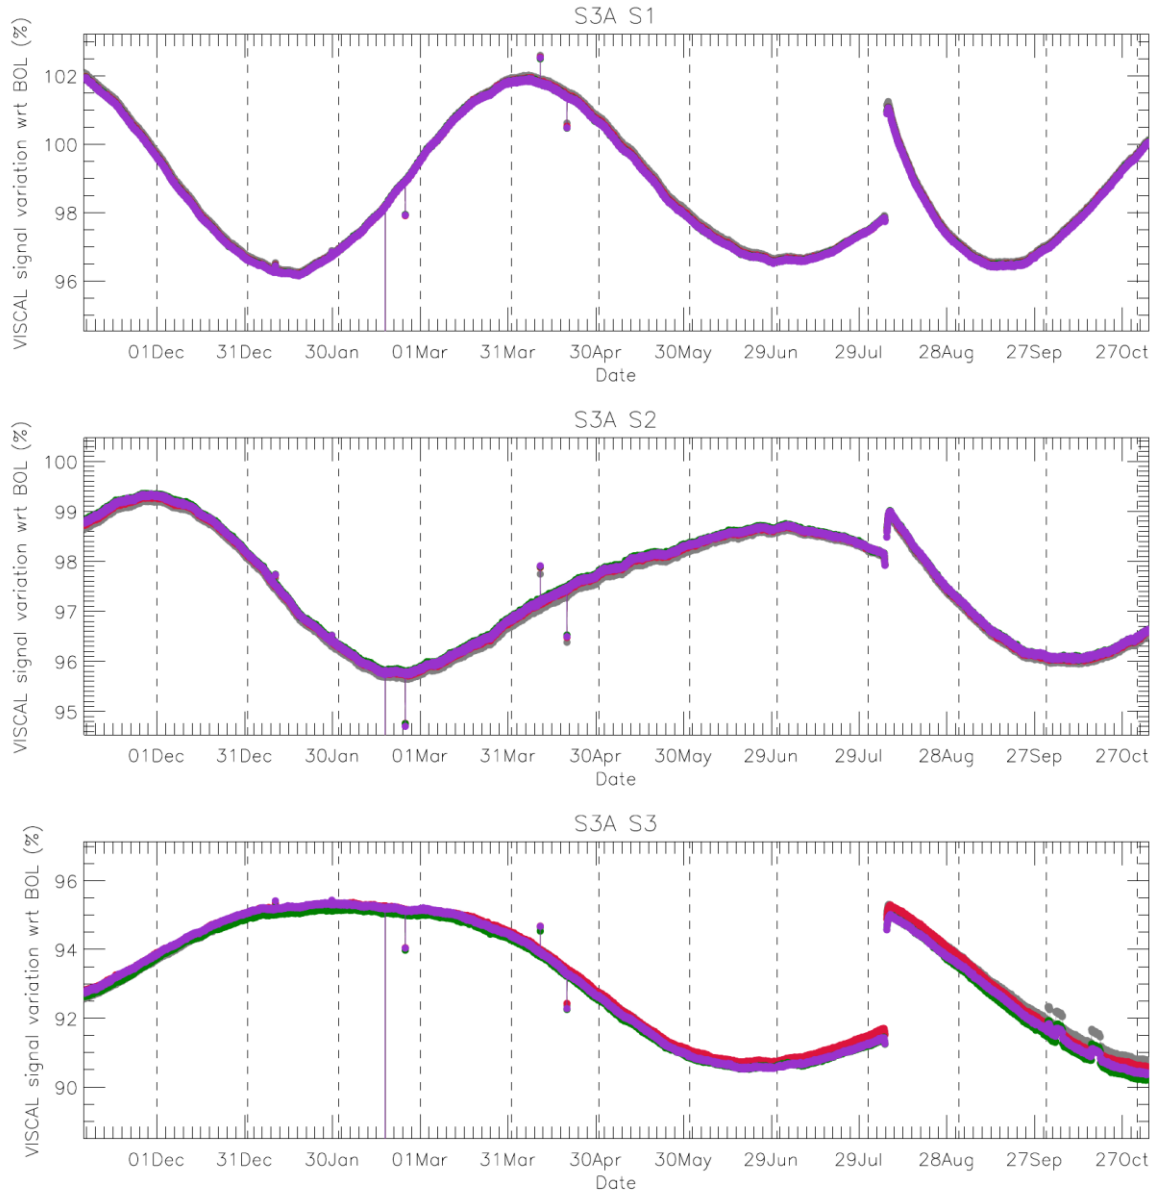 S3A S1
VISCAL signal variation wrt BOL (%)
102
100
98
96
01Dec 31Dec 30Jan 01Mar 31Mar 30Apr 30May 29Jun 29Jul 28Aug 27Sep 27Oct
Date
S3A S2
VISCAL signal variation wrt BOL (%)
100
99
98
97
96
95
01Dec 31Dec 30Jan 01Mar 31Mar 30Apr 30May 29Jun 29Jul 28Aug 27Sep 27Oct
Date
S3A S3
VISCAL signal variation wrt BOL (%)
96
94
92
90
01Dec 31Dec 30Jan 01Mar 31Mar 30Apr 30May 29Jun 29Jul 28Aug 27Sep 27Oct
Date